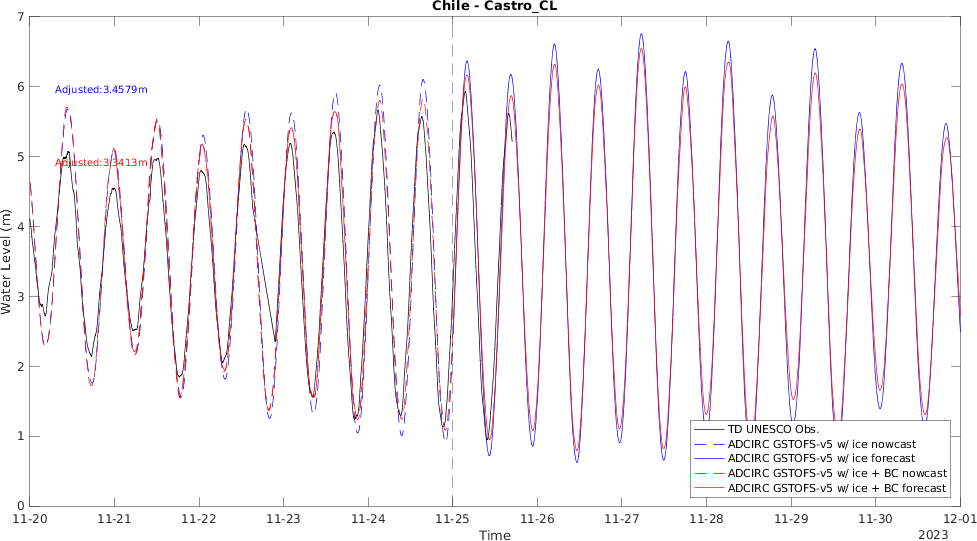 Chile - Castro_CL
7
6
5
4
3
2
1
0
Water Level (m)
Adjusted:3.4579m
Adjusted:3.3413m
TD UNESCO Obs.
ADCIRC GSTOFS-v5 w/ ice nowcast
ADCIRC GSTOFS-v5 w/ ice forecast
ADCIRC GSTOFS-v5 w/ ice + BC nowcast
ADCIRC GSTOFS-v5 w/ ice + BC forecast
11-20 11-21 11-22 11-23 11-24 11-25 11-26 11-27 11-28 11-29 11-30 12-01
Time
2023